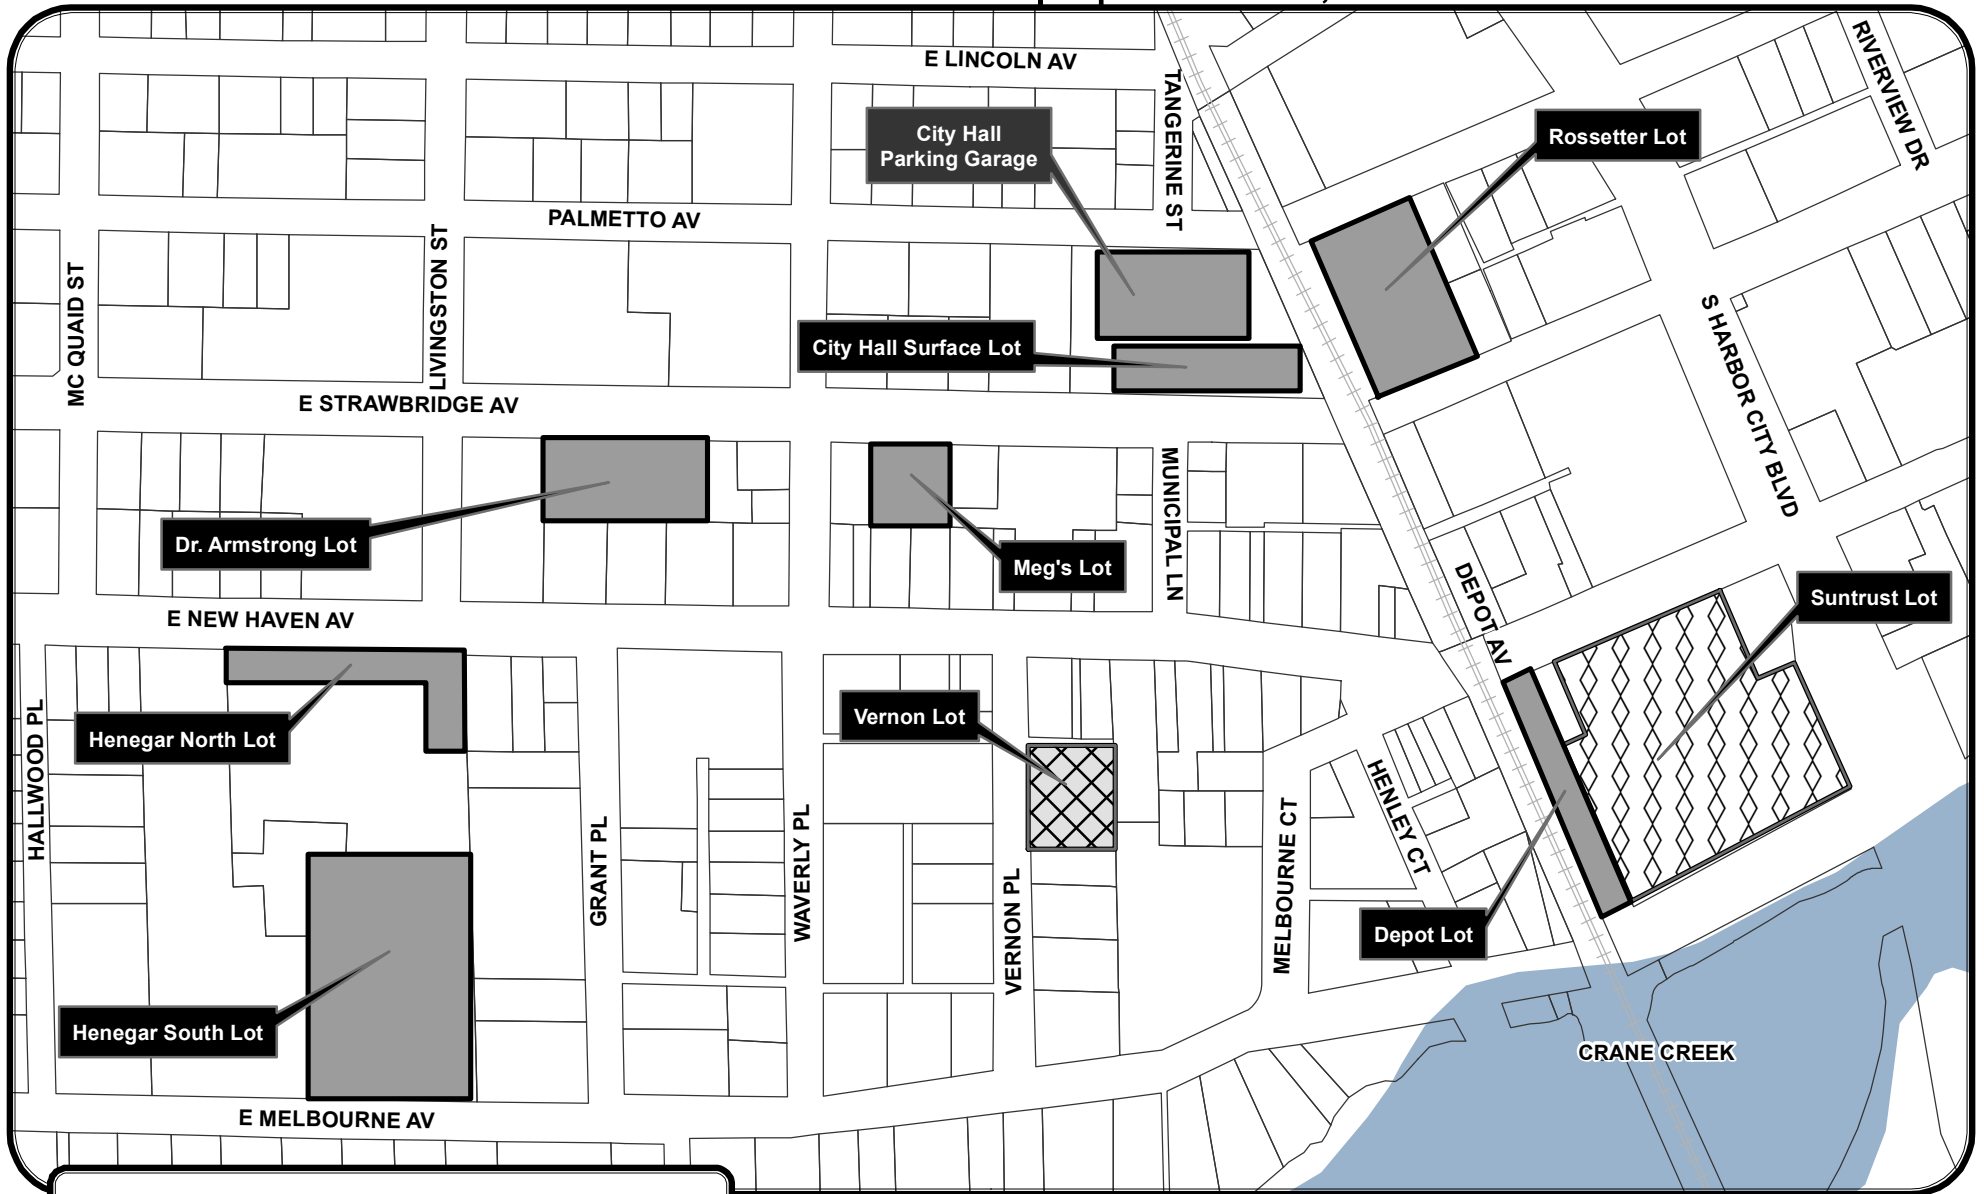 E LINCOLN AV
RIVERVIEW DR
TANGERINE ST
City Hall
Parking Garage
Rossetter Lot
PALMETTO AV
LIVINGSTON ST
MC QUAID ST
City Hall Surface Lot
S HARBOR CITY BLVD
E STRAWBRIDGE AV
MUNICIPAL LN
Dr. Armstrong Lot
Meg's Lot
DEPOT AV
Suntrust Lot
E NEW HAVEN AV
HALLWOOD PL
Henegar North Lot
Vernon Lot
HENLEY CT
GRANT PL
WAVERLY PL
VERNON PL
MELBOURNE CT
Depot Lot
Henegar South Lot
CRANE CREEK
E MELBOURNE AV